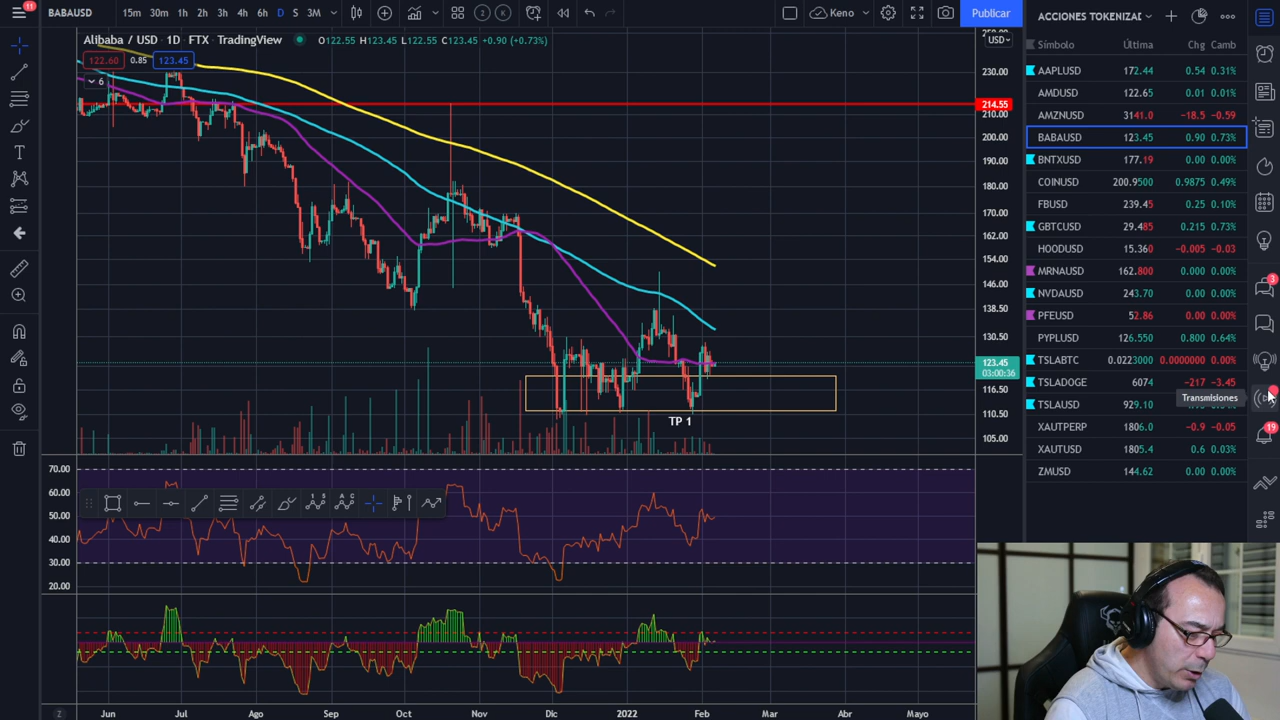 11
BABAUSD
15m 30m 1h 2h 3h 4h 6h D S 3M
2 K
Keno
Publicar
Alibaba / USD · 1D · FTX · TradingView
O122.55 H123.45 L122.55 C123.45 +0.90 (+0.73%)
122.60 0.85 123.45
6
USD
230.00
214.55
210.00
200.00
190.00
180.00
170.00
162.00
154.00
146.00
138.50
130.50
123.45
03:00:36
116.50
110.50
105.00
TP 1
70.00
60.00
50.00
30.00
20.00
Jun Jul Ago Sep Oct Nov Dic 2022 Feb Mar Abr Mayo
ACCIONES TOKENIZAD
Símbolo Última Chg Camb
AAPLUSD 172.44 0.54 0.31%
AMDUSD 122.65 0.01 0.01%
AMZNUSD 3141.0 -18.5 -0.59
BABAUSD 123.45 0.90 0.73%
BNTXUSD 177.19 0.00 0.00%
COINUSD 200.9500 0.9875 0.49%
FBUSD 239.45 0.25 0.10%
GBTCUSD 29.485 0.215 0.73%
HOODUSD 15.360 -0.005 -0.03
MRNAUSD 162.800 0.000 0.00%
NVDAUSD 243.70 0.00 0.00%
PFEUSD 52.86 0.00 0.00%
PYPLUSD 126.550 0.800 0.64%
TSLABTC 0.0223000 0.0000000 0.00%
TSLADOGE 6074 -217 -3.45
Transmisiones
TSLAUSD 929.10
XAUTPERP 1806.0 -0.9 -0.05
XAUTUSD 1805.4 0.6 0.03%
ZMUSD 144.62 0.00 0.00%
3
19